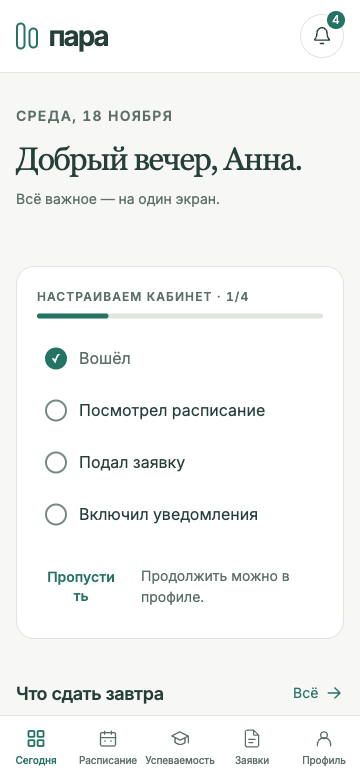 пара
4
СРЕДА, 18 НОЯБРЯ
Добрый вечер, Анна.
Всё важное — на один экран.
НАСТРАИВАЕМ КАБИНЕТ · 1/4
Вошёл
Посмотрел расписание
Подал заявку
Включил уведомления
Пропусти
ть
Продолжить можно в
профиле.
Что сдать завтра
Всё →
Сегодня
Расписание
Успеваемость
Заявки
Профиль